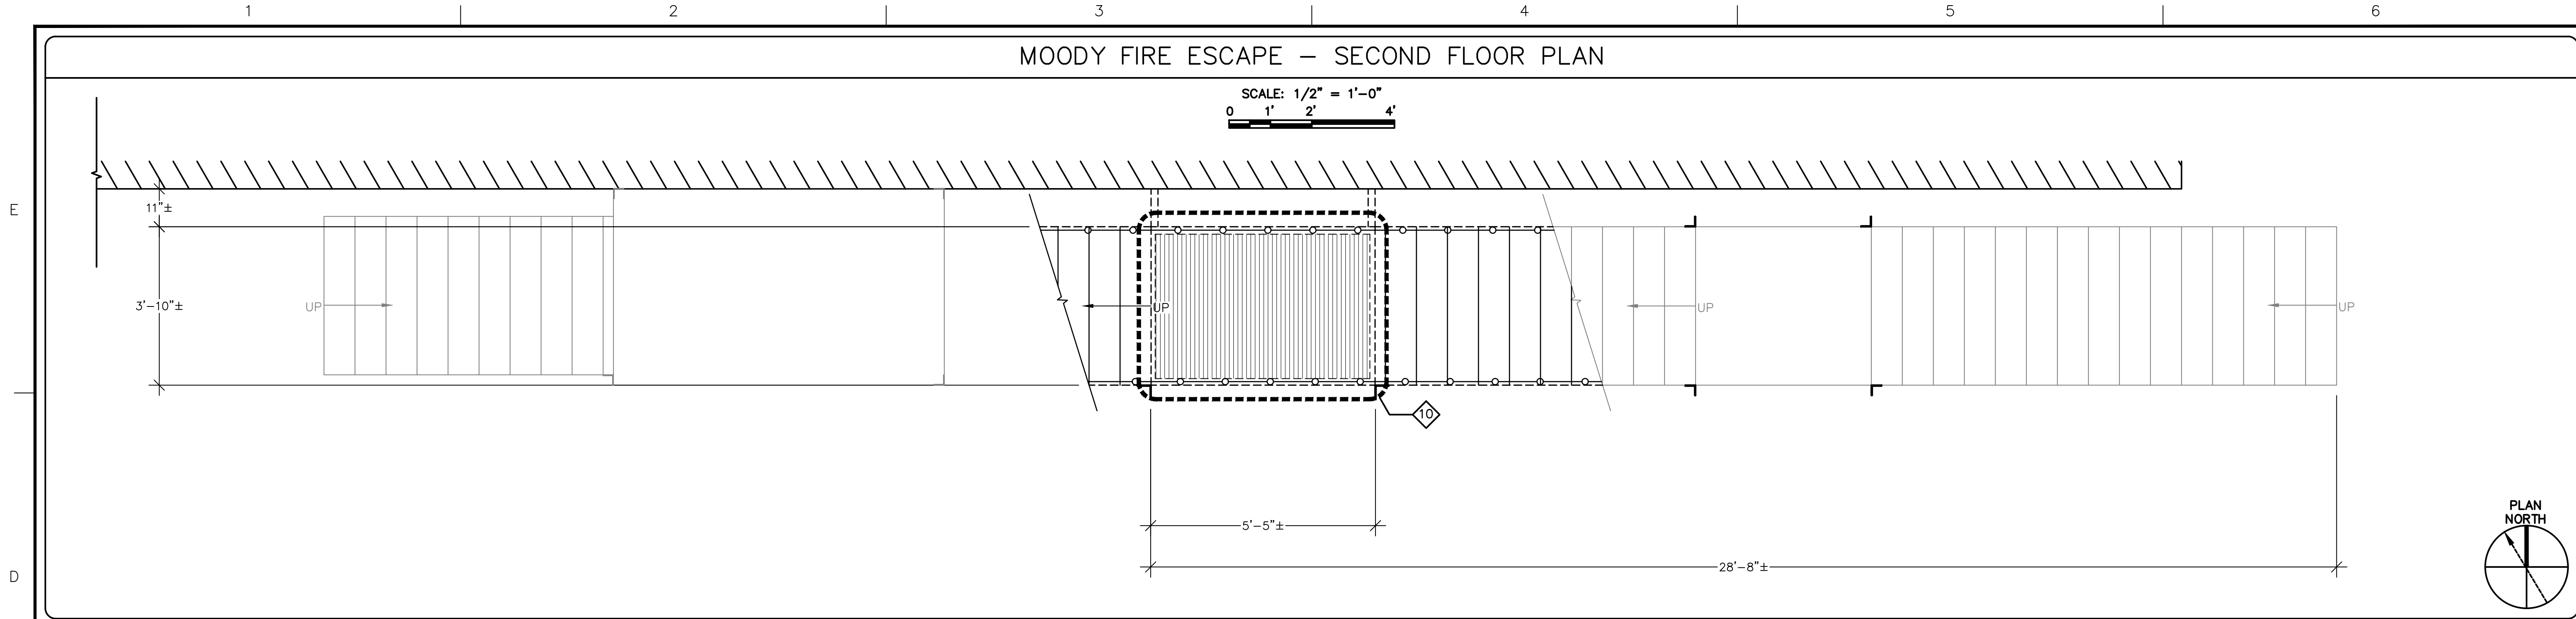 1 2 3 4 5 6
MOODY FIRE ESCAPE – SECOND FLOOR PLAN
SCALE: 1/2" = 1'-0"
0 1' 2' 4'
E
11"±
3'-10"±
UP
UP
UP
UP
10
5'-5"±
28'-8"±
D
PLAN
NORTH